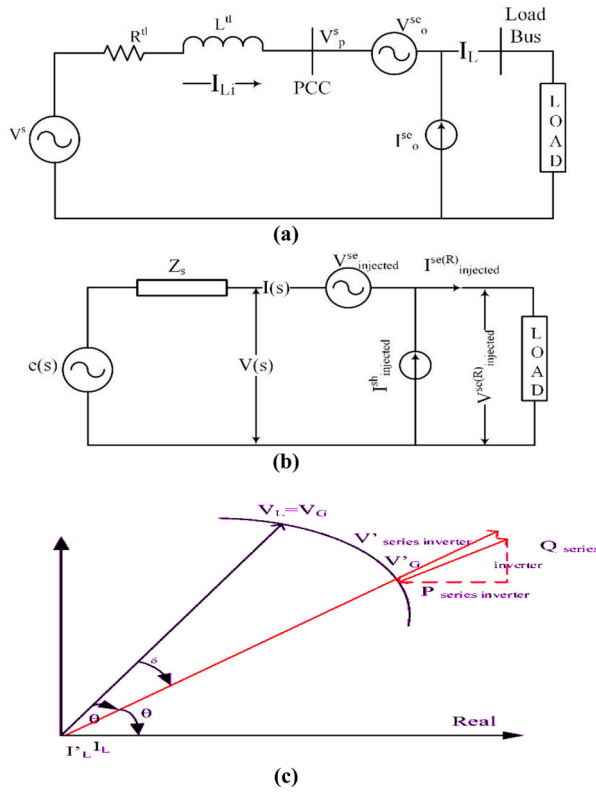 R^tl
L^tl
V^s_p
V^se_o
I_L
Load
Bus
I_Li
PCC
V^s
I^se_o
LOAD
(a)
Z_s
I(s)
V^se_injected
I^se(R)_injected
c(s)
V(s)
I^sh_injected
V^se(R)_injected
LOAD
(b)
V_L=V_G
V' series inverter
V'_G
Q series
inverter
P series inverter
δ
θ
θ
Real
I'_L I_L
(c)